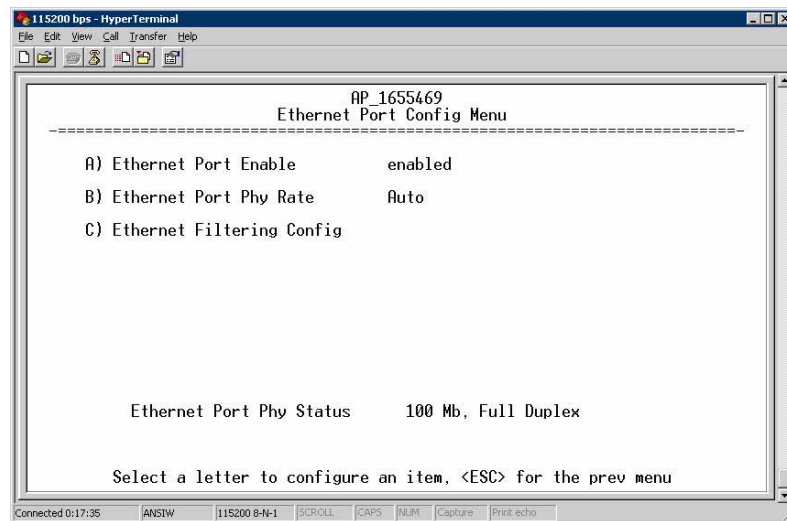 115200 bps - HyperTerminal
File Edit View Call Transfer Help
AP_1655469
Ethernet Port Config Menu
-==========================================================================-
A) Ethernet Port Enable enabled
B) Ethernet Port Phy Rate Auto
C) Ethernet Filtering Config
Ethernet Port Phy Status 100 Mb, Full Duplex
Select a letter to configure an item, <ESC> for the prev menu
Connected 0:17:35 ANSIW 115200 8-N-1 SCROLL CAPS NUM Capture Print echo